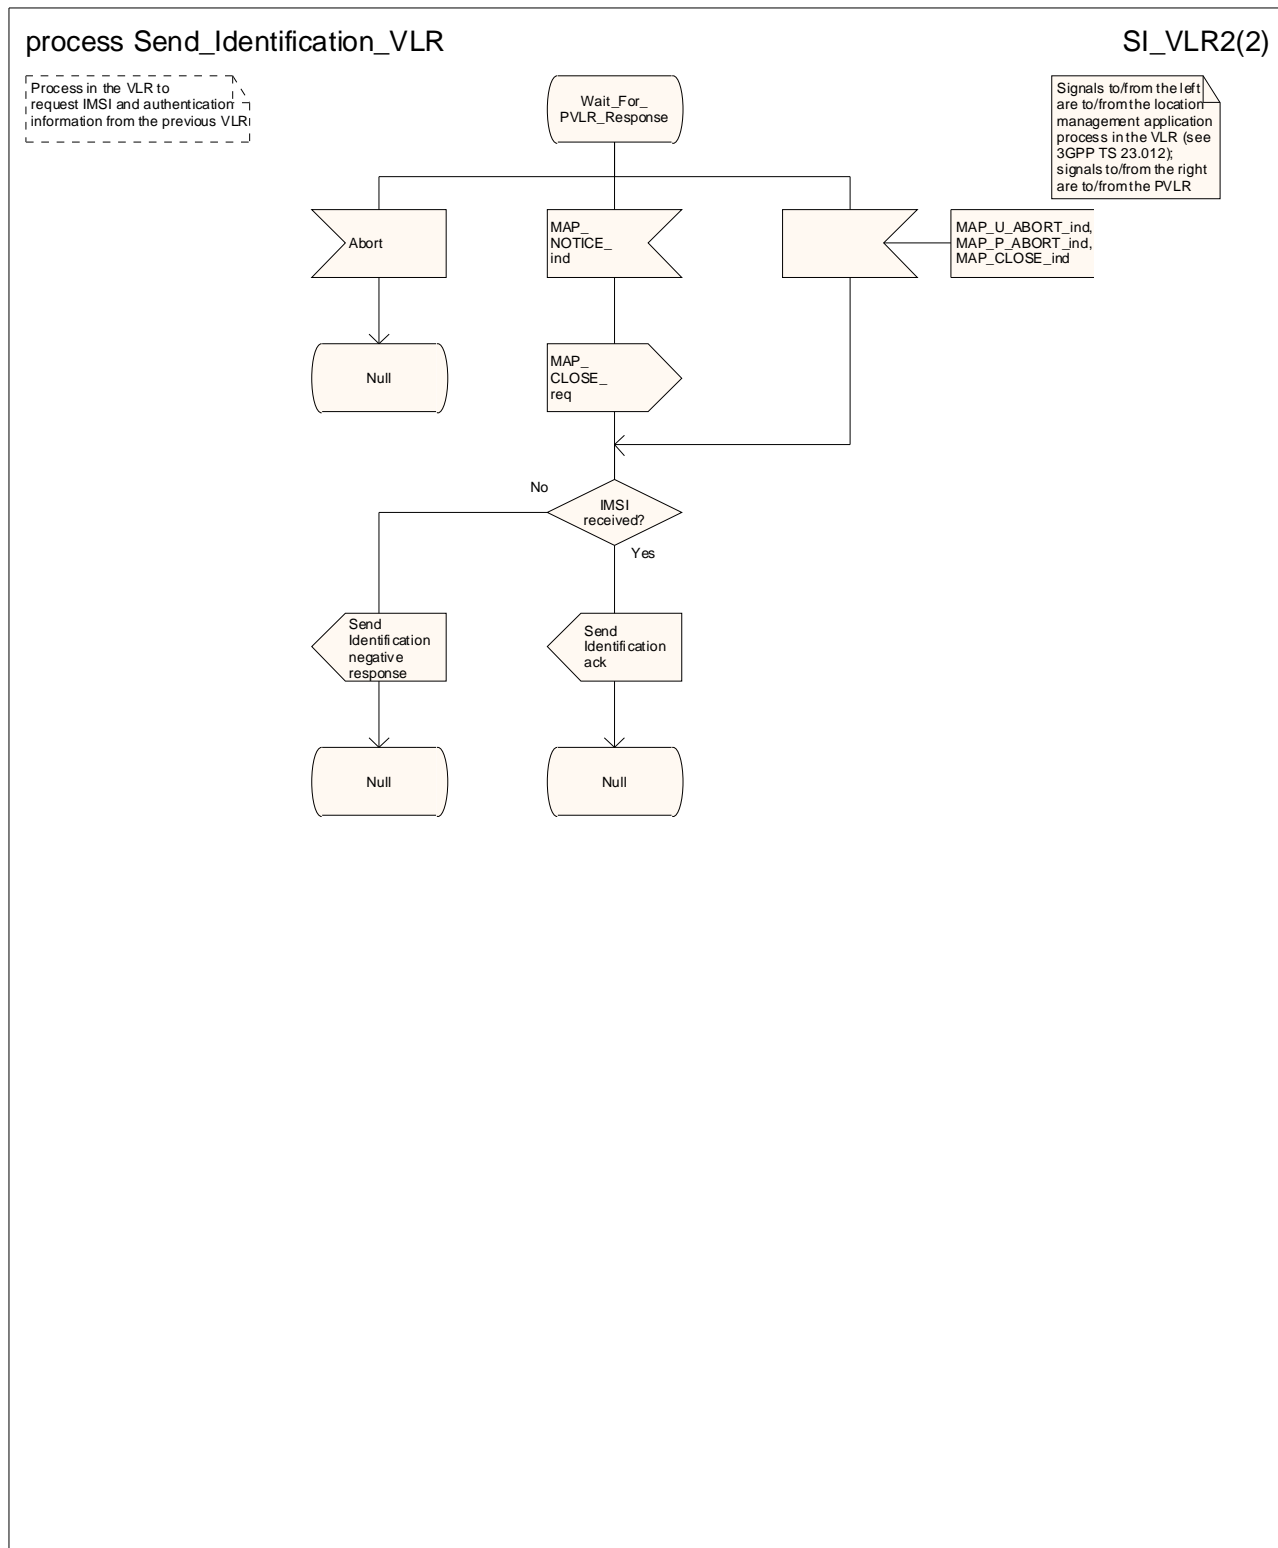 process Send_Identification_VLR
SI_VLR2(2)
Process in the VLR to
request IMSI and authentication
information from the previous VLR
Wait_For_
PVLR_Response
Signals to/from the left
are to/from the location
management application
process in the VLR (see
3GPP TS 23.012);
signals to/from the right
are to/from the PVLR
Abort
MAP_
NOTICE_
ind
MAP_U_ABORT_ind,
MAP_P_ABORT_ind,
MAP_CLOSE_ind
Null
MAP_
CLOSE_
req
No
IMSI
received?
Yes
Send
Identification
negative
response
Send
Identification
ack
Null
Null